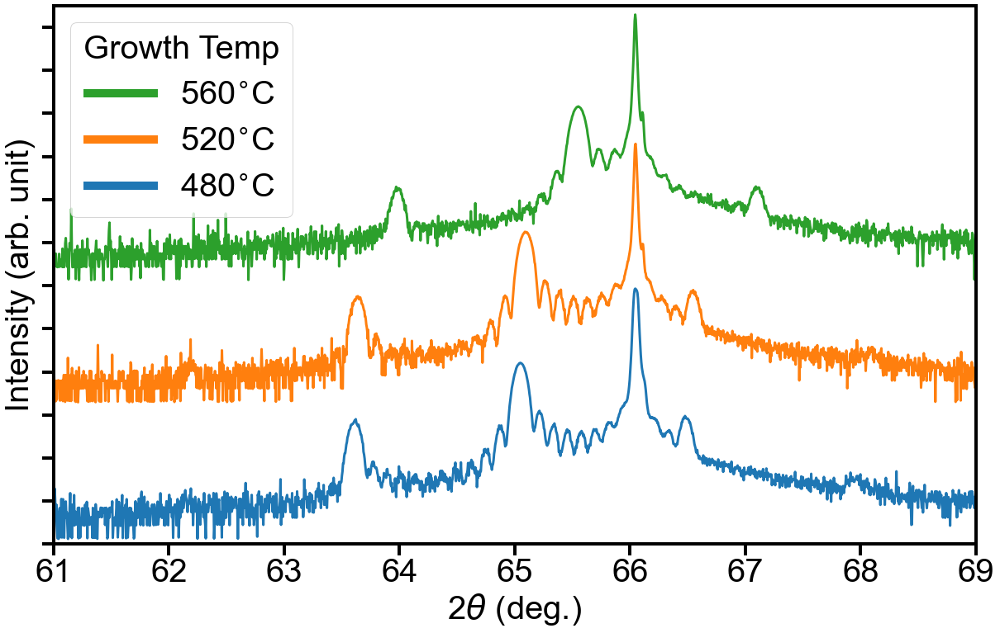 Growth Temp
560°C
520°C
480°C
Intensity (arb. unit)
61 62 63 64 65 66 67 68 69
2θ (deg.)